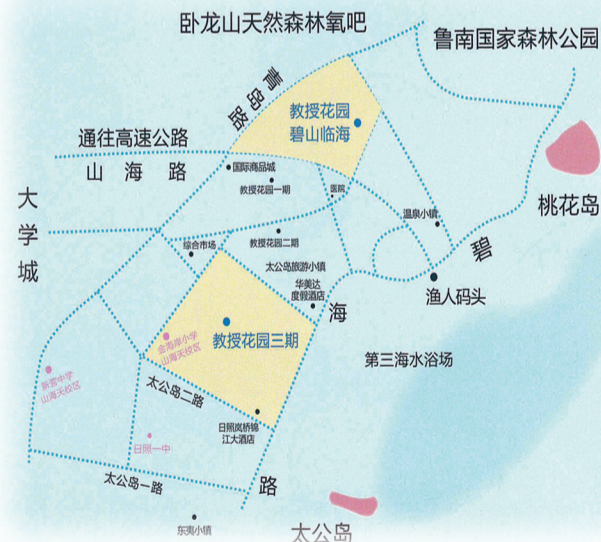 卧龙山天然森林氧吧
鲁南国家森林公园
青岛路
教授花园
碧山临海
通往高速公路
山海路
国际商品城
教授花园一期
医院
桃花岛
大学城
温泉小镇
综合市场
教授花园二期
太公岛旅游小镇
华美达
度假酒店
碧海路
渔人码头
金海岸小学
山海天校区
教授花园三期
第三海水浴场
新营中学
山海天校区
太公岛二路
日照岚桥锦
江大酒店
日照一中
太公岛一路
东夷小镇
太公岛